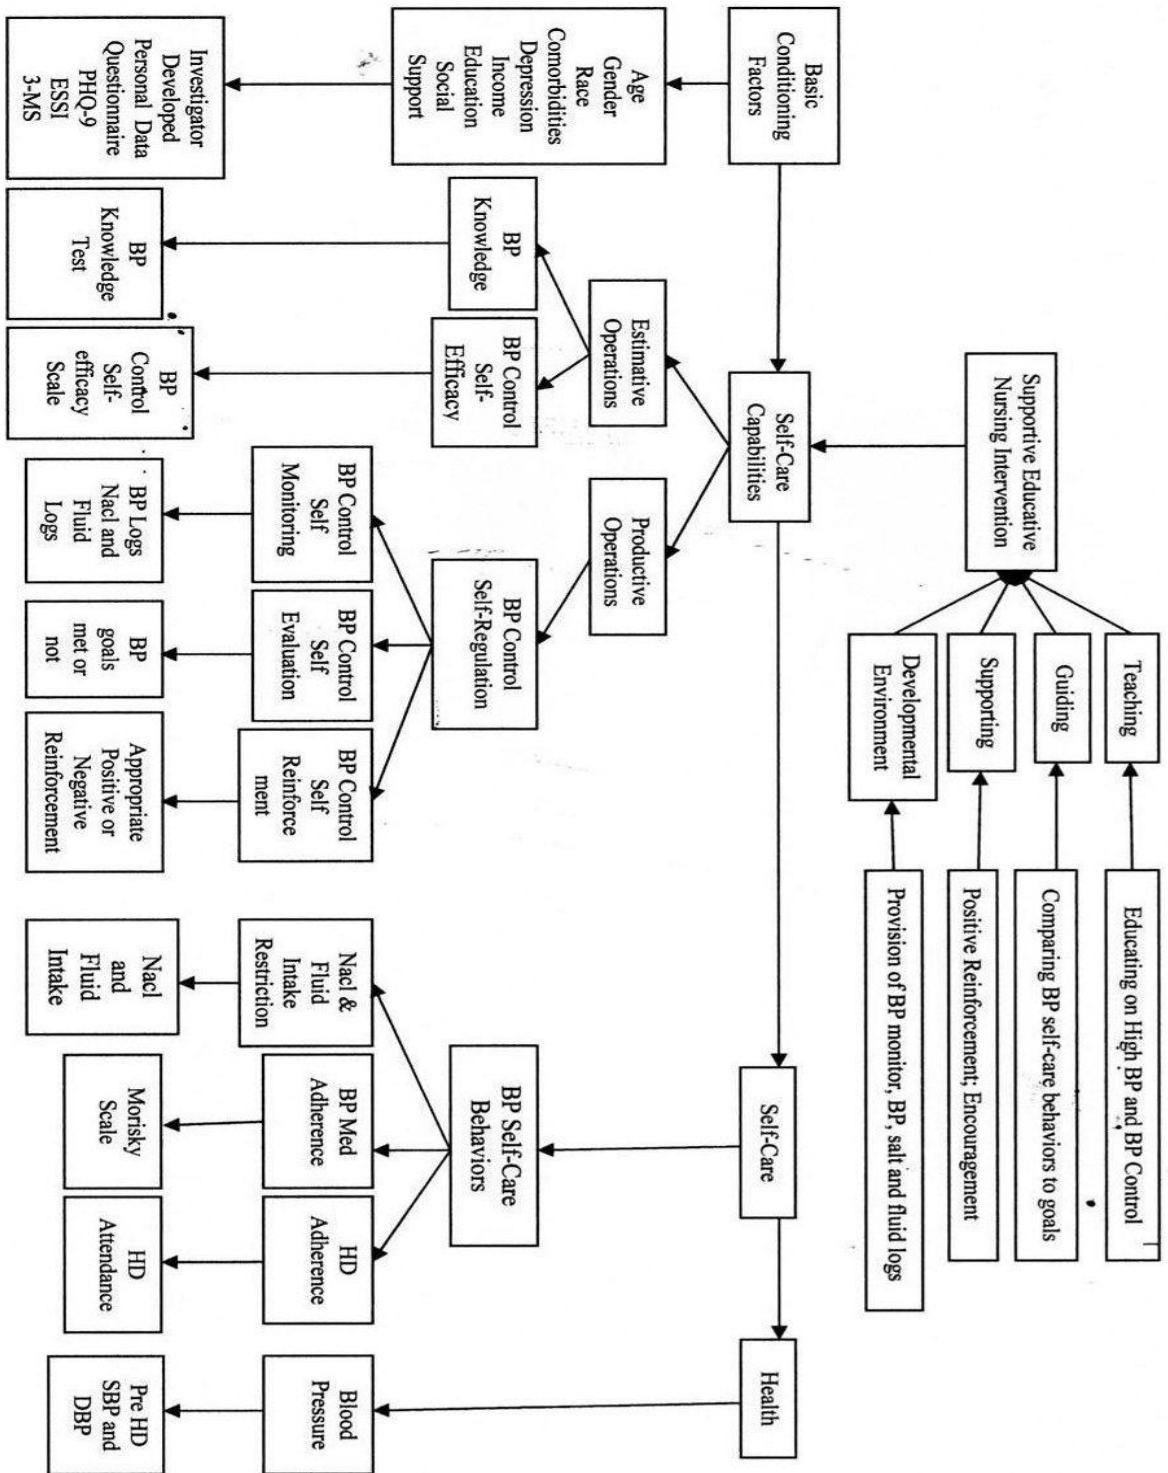 Teaching
Educating on High BP and BP Control
Guiding
Comparing BP self-care behaviors to goals
Supportive Educative
Nursing Intervention
Supporting
Positive Reinforcement; Encouragement
Developmental
Environment
Provision of BP monitor, BP, salt and fluid logs
Basic
Conditioning
Factors
Self-Care
Capabilities
Self-Care
Health
Age
Gender
Race
Comorbidities
Depression
Income
Education
Social
Support
Estimative
Operations
Productive
Operations
BP
Knowledge
BP Control
Self-
Efficacy
BP Control
Self-Regulation
BP Self-Care
Behaviors
BP Control
Self
Monitoring
BP Control
Self
Evaluation
BP Control
Self
Reinforce
ment
Nacl &
Fluid
Intake
Restriction
BP Med
Adherence
HD
Adherence
Blood
Pressure
Investigator
Developed
Personal Data
Questionnaire
PHQ-9
ESSI
3-MS
BP
Knowledge
Test
BP
Control
Self-
efficacy
Scale
BP Logs
Nacl and
Fluid
Logs
BP
goals
met or
not
Appropriate
Positive or
Negative
Reinforcement
Nacl
and
Fluid
Intake
Morisky
Scale
HD
Attendance
Pre HD
SBP and
DBP